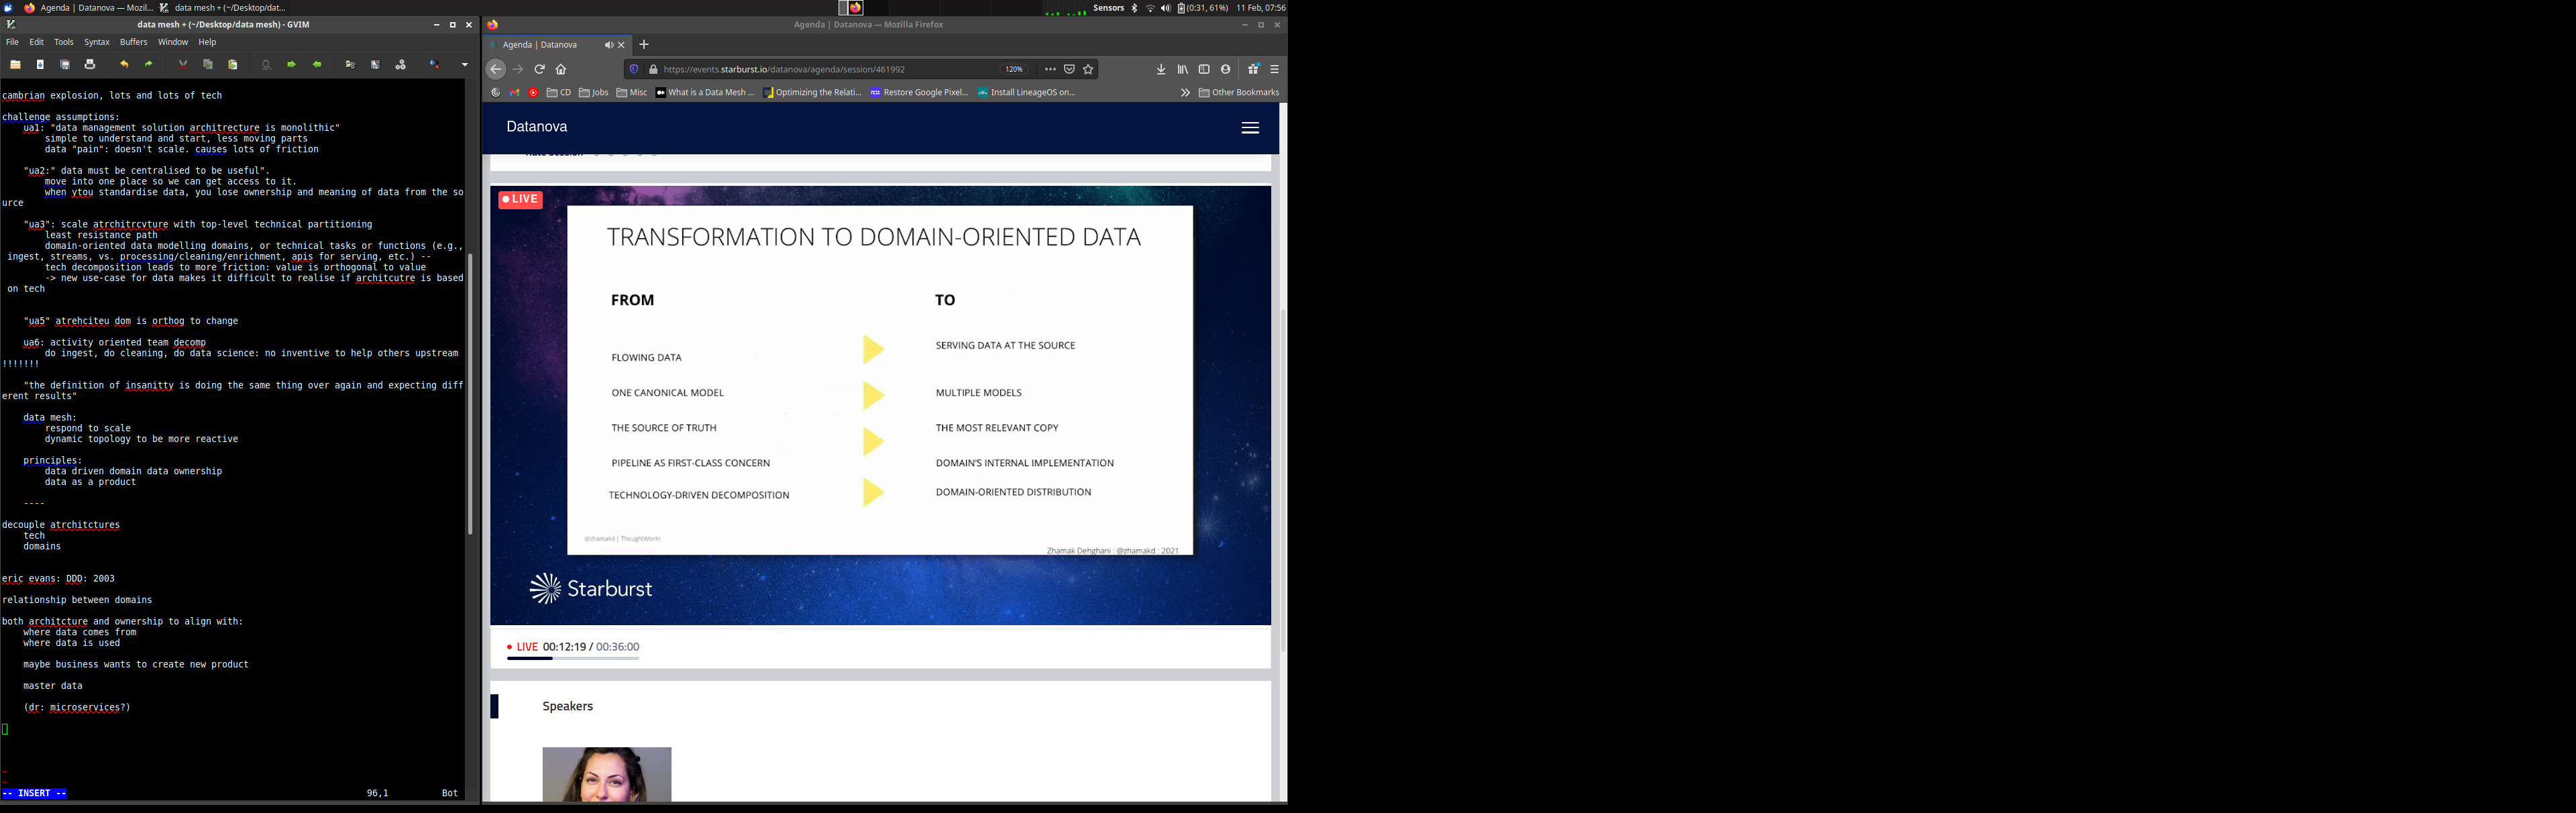 Agenda | Datanova — Mozil...
data mesh + (~/Desktop/dat...
Sensors
(0:31, 61%)
11 Feb, 07:56
data mesh + (~/Desktop/data mesh) - GVIM
File Edit Tools Syntax Buffers Window Help
cambrian explosion, lots and lots of tech
challenge assumptions:
ua1: "data management solution architrecture is monolithic"
simple to understand and start, less moving parts
data "pain": doesn't scale. causes lots of friction
"ua2:" data must be centralised to be useful".
move into one place so we can get access to it.
when ytou standardise data, you lose ownership and meaning of data from the so
urce
"ua3": scale atrchitrcvture with top-level technical partitioning
least resistance path
domain-oriented data modelling domains, or technical tasks or functions (e.g.,
ingest, streams, vs. processing/cleaning/enrichment, apis for serving, etc.) --
tech decomposition leads to more friction: value is orthogonal to value
-> new use-case for data makes it difficult to realise if architcutre is based
on tech
"ua5" atrehciteu dom is orthog to change
ua6: activity oriented team decomp
do ingest, do cleaning, do data science: no inventive to help others upstream
!!!!!!!
"the definition of insanitty is doing the same thing over again and expecting diff
erent results"
data mesh:
respond to scale
dynamic topology to be more reactive
principles:
data driven domain data ownership
data as a product
----
decouple atrchitctures
tech
domains
eric evans: DDD: 2003
relationship between domains
both architcture and ownership to align with:
where data comes from
where data is used
maybe business wants to create new product
master data
(dr: microservices?)
~
~
-- INSERT --
96,1
Bot
Agenda | Datanova — Mozilla Firefox
Agenda | Datanova
https://events.starburst.io/datanova/agenda/session/461992
120%
CD
Jobs
Misc
What is a Data Mesh ...
Optimizing the Relati...
Restore Google Pixel...
Install LineageOS on...
Other Bookmarks
Datanova
LIVE
TRANSFORMATION TO DOMAIN-ORIENTED DATA
FROM
TO
FLOWING DATA
SERVING DATA AT THE SOURCE
ONE CANONICAL MODEL
MULTIPLE MODELS
THE SOURCE OF TRUTH
THE MOST RELEVANT COPY
PIPELINE AS FIRST-CLASS CONCERN
DOMAIN'S INTERNAL IMPLEMENTATION
TECHNOLOGY-DRIVEN DECOMPOSITION
DOMAIN-ORIENTED DISTRIBUTION
@zhamakd | ThoughtWorks
Zhamak Dehghani : @zhamakd : 2021
Starburst
LIVE 00:12:19 / 00:36:00
Speakers